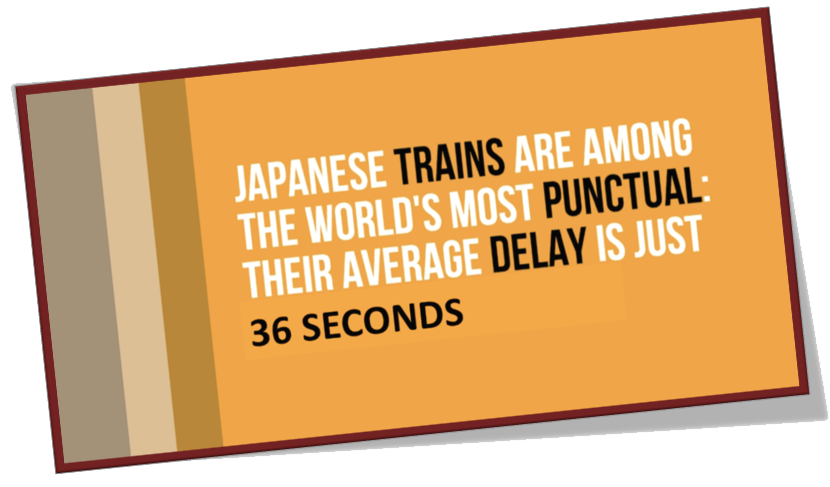 JAPANESE TRAINS ARE AMONG
THE WORLD'S MOST PUNCTUAL:
THEIR AVERAGE DELAY IS JUST
36 SECONDS